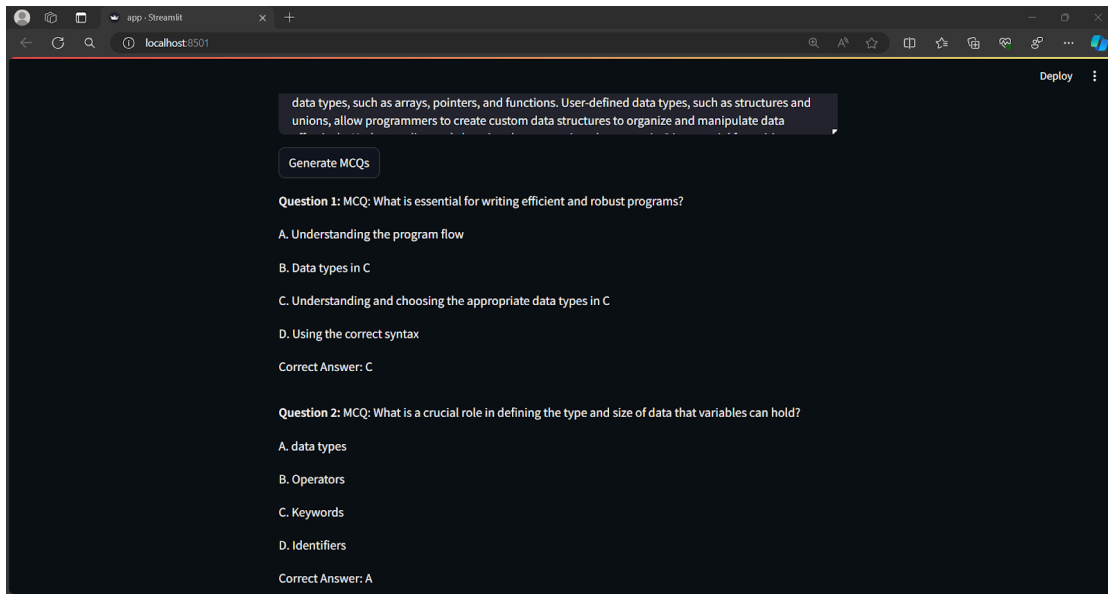 app - Streamlit
localhost:8501
Deploy
data types, such as arrays, pointers, and functions. User-defined data types, such as structures and
unions, allow programmers to create custom data structures to organize and manipulate data
Generate MCQs
Question 1: MCQ: What is essential for writing efficient and robust programs?
A. Understanding the program flow
B. Data types in C
C. Understanding and choosing the appropriate data types in C
D. Using the correct syntax
Correct Answer: C
Question 2: MCQ: What is a crucial role in defining the type and size of data that variables can hold?
A. data types
B. Operators
C. Keywords
D. Identifiers
Correct Answer: A